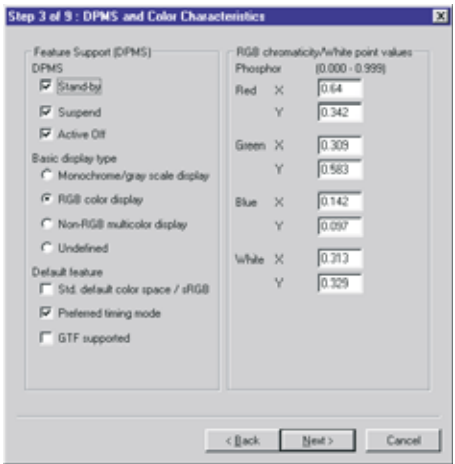 Step 3 of 9 : DPMS and Color Characteristics
Feature Support (DPMS)
DPMS
Stand-by
Suspend
Active Off
Basic display type
Monochrome/gray scale display
RGB color display
Non-RGB multicolor display
Undefined
Default feature
Std. default color space / sRGB
Preferred timing mode
GTF supported
RGB chromaticity/White point values
Phosphor (0.000 - 0.999)
Red X 0.64
Y 0.342
Green X 0.309
Y 0.583
Blue X 0.142
Y 0.097
White X 0.313
Y 0.329
< Back Next > Cancel